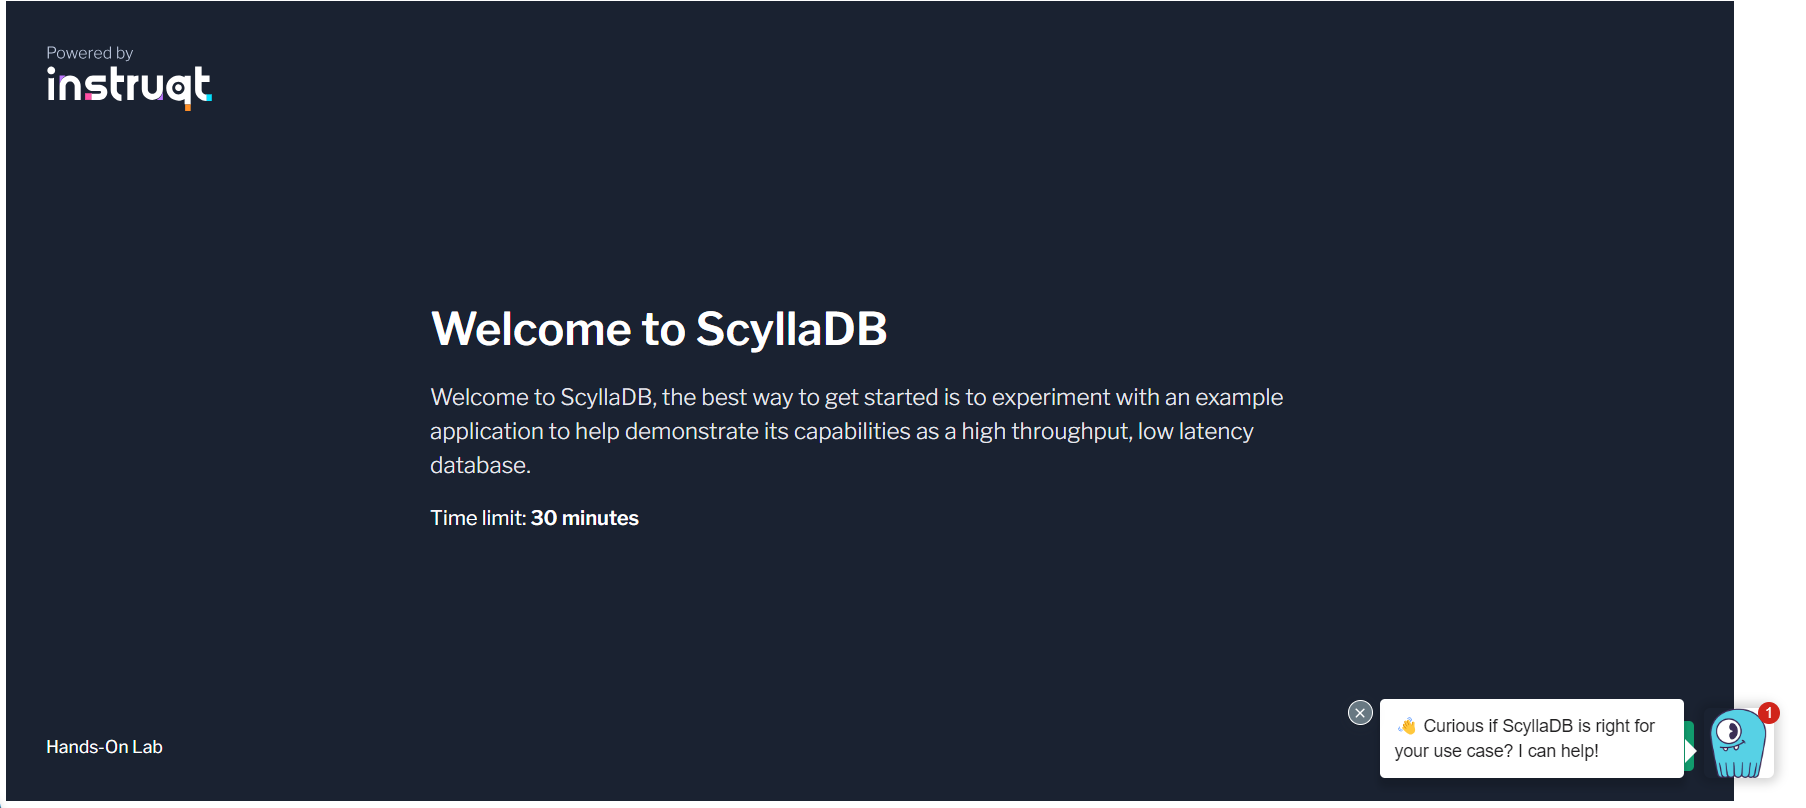 Powered by
instruqt
Welcome to ScyllaDB
Welcome to ScyllaDB, the best way to get started is to experiment with an example
application to help demonstrate its capabilities as a high throughput, low latency
database.
Time limit: 30 minutes
Hands-On Lab
👋 Curious if ScyllaDB is right for
your use case? I can help!
1